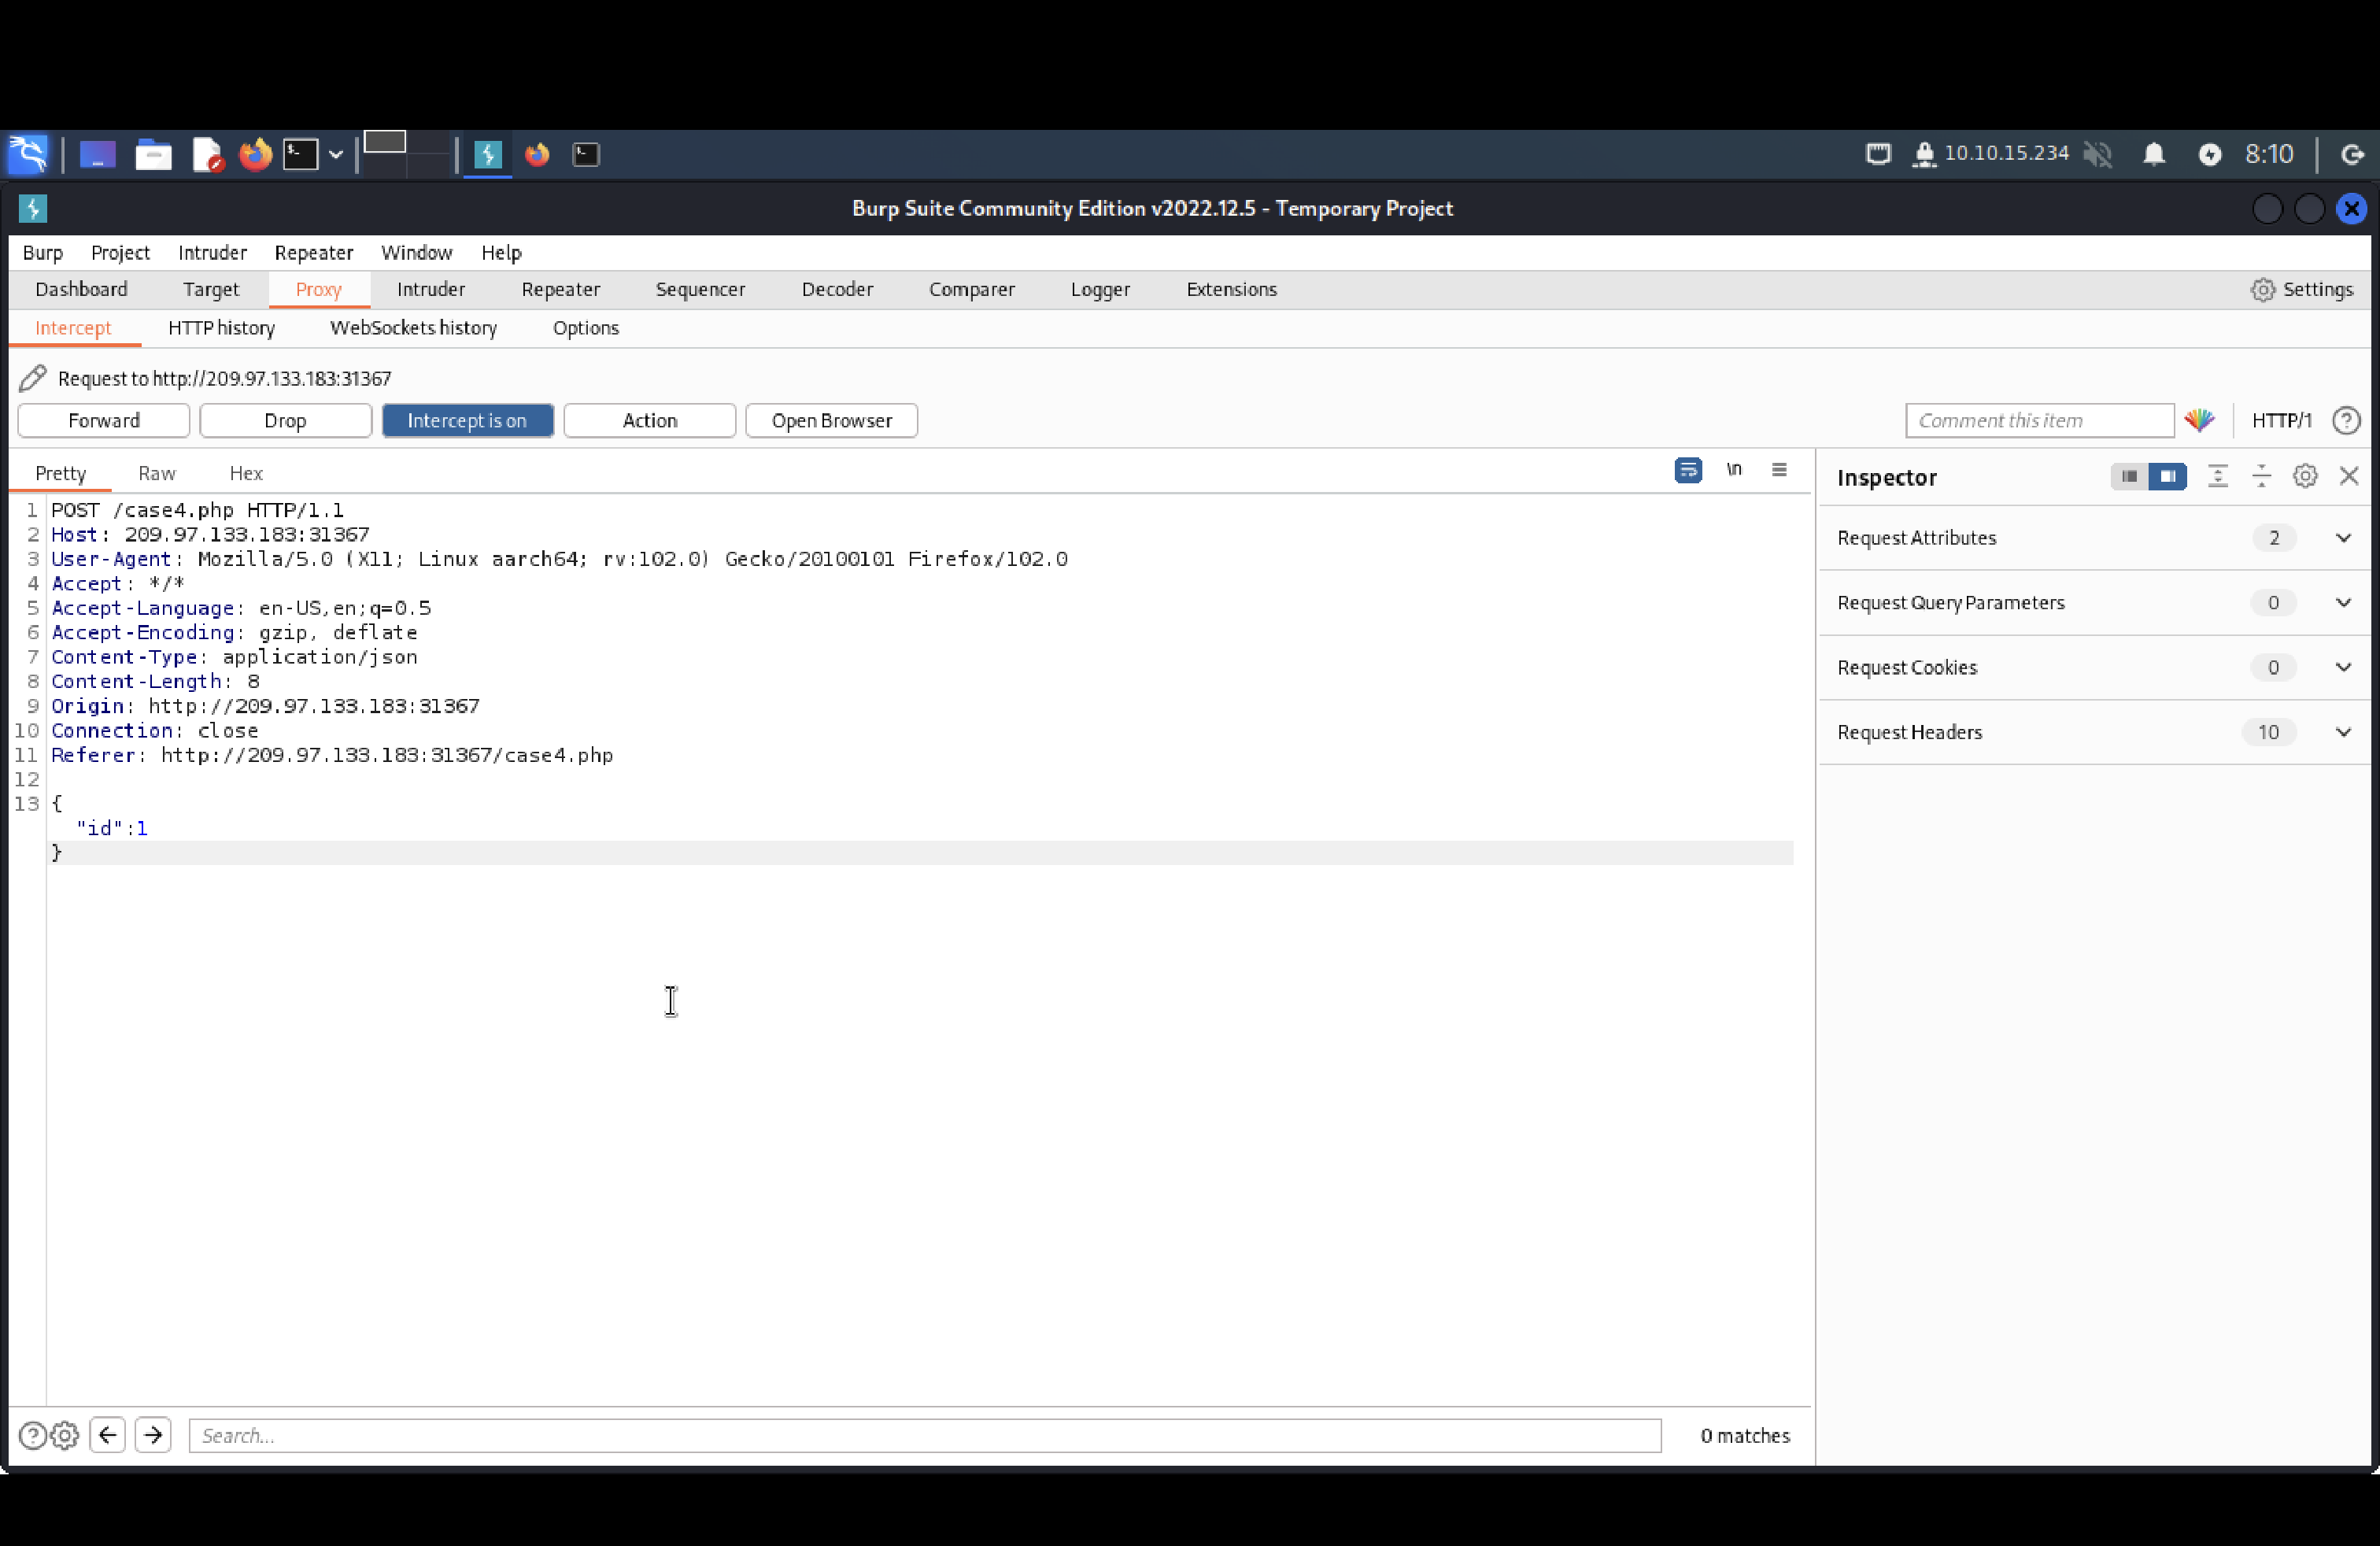 10.10.15.234
8:10
Burp Suite Community Edition v2022.12.5 - Temporary Project
Burp Project Intruder Repeater Window Help
Dashboard Target Proxy Intruder Repeater Sequencer Decoder Comparer Logger Extensions Settings
Intercept HTTP history WebSockets history Options
Request to http://209.97.133.183:31367
Forward Drop Intercept is on Action Open Browser Comment this item HTTP/1 ?
Pretty Raw Hex \n
1 POST /case4.php HTTP/1.1
2 Host: 209.97.133.183:31367
3 User-Agent: Mozilla/5.0 (X11; Linux aarch64; rv:102.0) Gecko/20100101 Firefox/102.0
4 Accept: */*
5 Accept-Language: en-US,en;q=0.5
6 Accept-Encoding: gzip, deflate
7 Content-Type: application/json
8 Content-Length: 8
9 Origin: http://209.97.133.183:31367
10 Connection: close
11 Referer: http://209.97.133.183:31367/case4.php
12
13 {
"id":1
}
Inspector
Request Attributes 2
Request Query Parameters 0
Request Cookies 0
Request Headers 10
? Search... 0 matches